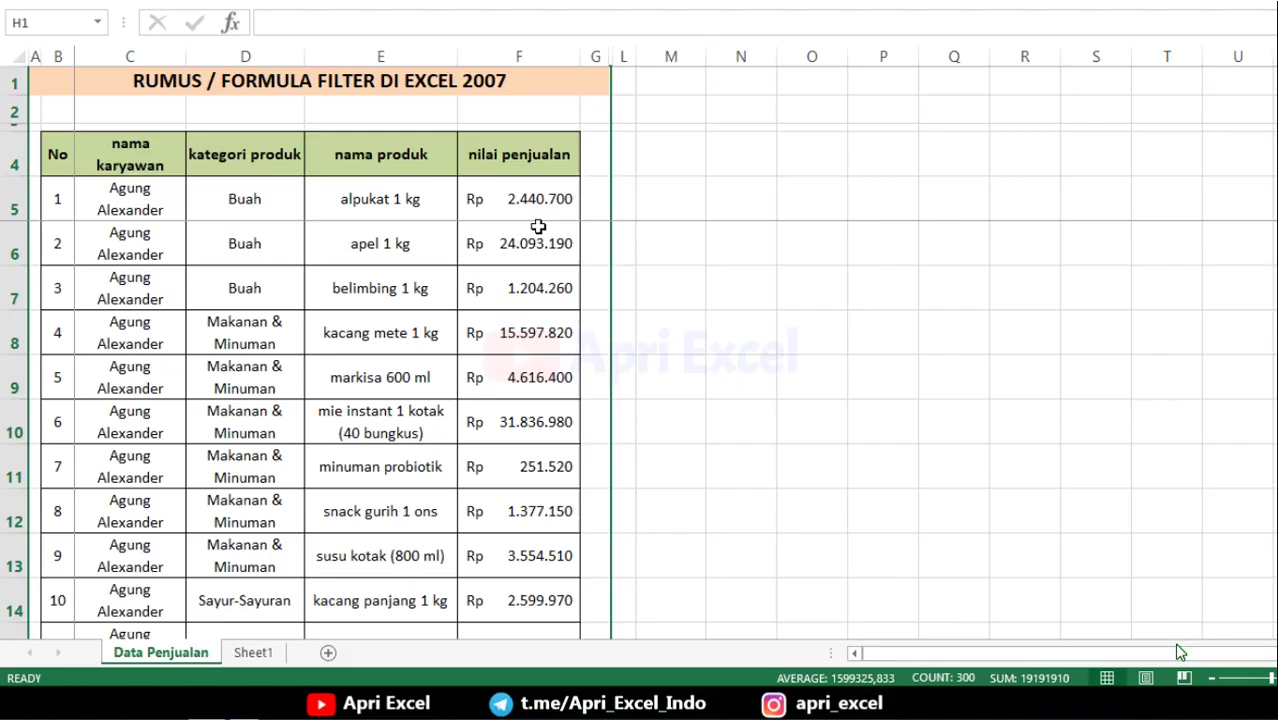 H1
fx
A B C D E F G L M N O P Q R S T U
1 RUMUS / FORMULA FILTER DI EXCEL 2007
2
4 No nama karyawan kategori produk nama produk nilai penjualan
5 1 Agung Alexander Buah alpukat 1 kg Rp 2.440.700
6 2 Agung Alexander Buah apel 1 kg Rp 24.093.190
7 3 Agung Alexander Buah belimbing 1 kg Rp 1.204.260
8 4 Agung Alexander Makanan & Minuman kacang mete 1 kg Rp 15.597.820
9 5 Agung Alexander Makanan & Minuman markisa 600 ml Rp 4.616.400
10 6 Agung Alexander Makanan & Minuman mie instant 1 kotak (40 bungkus) Rp 31.836.980
11 7 Agung Alexander Makanan & Minuman minuman probiotik Rp 251.520
12 8 Agung Alexander Makanan & Minuman snack gurih 1 ons Rp 1.377.150
13 9 Agung Alexander Makanan & Minuman susu kotak (800 ml) Rp 3.554.510
14 10 Agung Alexander Sayur-Sayuran kacang panjang 1 kg Rp 2.599.970
Agung
Apri Excel
Data Penjualan Sheet1
READY AVERAGE: 1599325,833 COUNT: 300 SUM: 19191910
Apri Excel t.me/Apri_Excel_Indo apri_excel